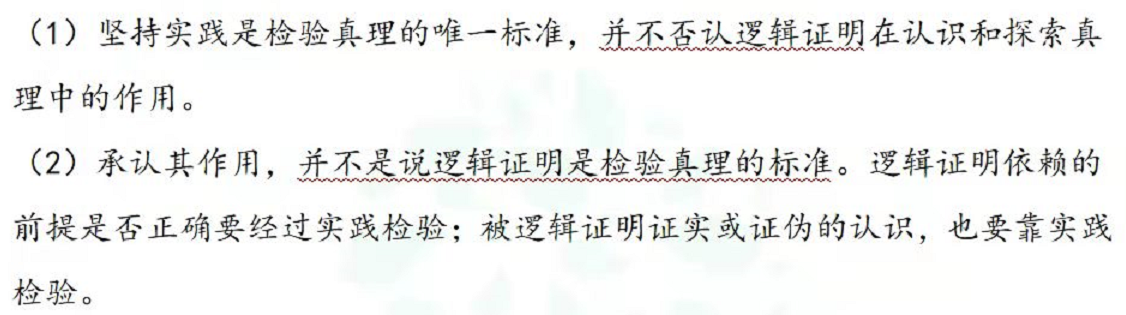 （1）坚持实践是检验真理的唯一标准，并不否认逻辑证明在认识和探索真
理中的作用。
（2）承认其作用，并不是说逻辑证明是检验真理的标准。逻辑证明依赖的
前提是否正确要经过实践检验；被逻辑证明证实或证伪的认识，也要靠实践
检验。